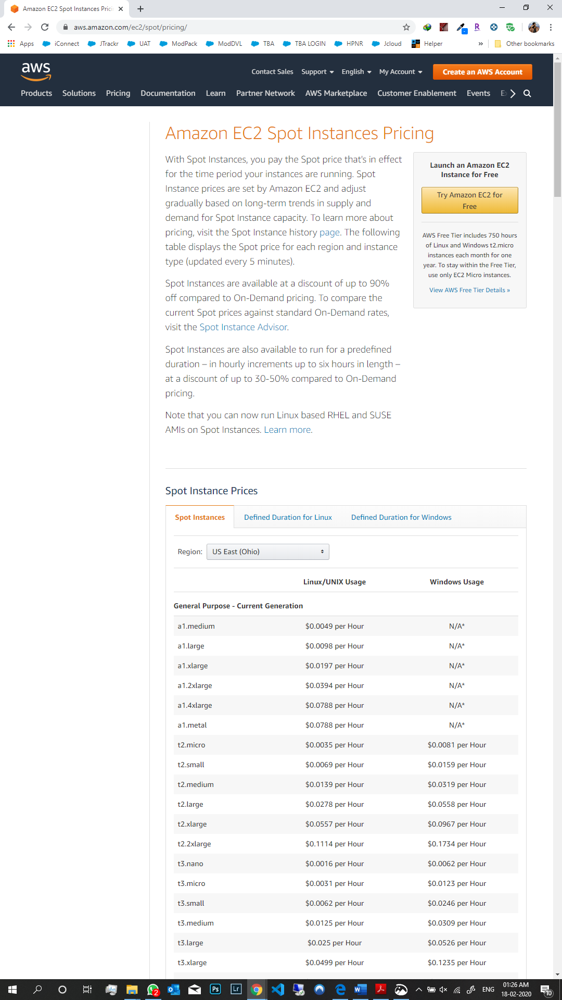 Amazon EC2 Spot Instances Prici
aws.amazon.com/ec2/spot/pricing/
Apps iConnect JTrackr UAT ModPack ModDVL TBA TBA LOGIN HPNR Jcloud Helper » Other bookmarks
aws
Contact Sales Support English My Account Create an AWS Account
Products Solutions Pricing Documentation Learn Partner Network AWS Marketplace Customer Enablement Events
Amazon EC2 Spot Instances Pricing
With Spot Instances, you pay the Spot price that's in effect
for the time period your instances are running. Spot
Instance prices are set by Amazon EC2 and adjust
gradually based on long-term trends in supply and
demand for Spot Instance capacity. To learn more about
pricing, visit the Spot Instance history page. The following
table displays the Spot price for each region and instance
type (updated every 5 minutes).
Spot Instances are available at a discount of up to 90%
off compared to On-Demand pricing. To compare the
current Spot prices against standard On-Demand rates,
visit the Spot Instance Advisor.
Spot Instances are also available to run for a predefined
duration – in hourly increments up to six hours in length –
at a discount of up to 30-50% compared to On-Demand
pricing.
Note that you can now run Linux based RHEL and SUSE
AMIs on Spot Instances. Learn more.
Launch an Amazon EC2
Instance for Free
Try Amazon EC2 for
Free
AWS Free Tier includes 750 hours
of Linux and Windows t2.micro
instances each month for one
year. To stay within the Free Tier,
use only EC2 Micro instances.
View AWS Free Tier Details »
Spot Instance Prices
Spot Instances Defined Duration for Linux Defined Duration for Windows
Region: US East (Ohio)
Linux/UNIX Usage Windows Usage
General Purpose - Current Generation
a1.medium $0.0049 per Hour N/A*
a1.large $0.0098 per Hour N/A*
a1.xlarge $0.0197 per Hour N/A*
a1.2xlarge $0.0394 per Hour N/A*
a1.4xlarge $0.0788 per Hour N/A*
a1.metal $0.0788 per Hour N/A*
t2.micro $0.0035 per Hour $0.0081 per Hour
t2.small $0.0069 per Hour $0.0159 per Hour
t2.medium $0.0139 per Hour $0.0319 per Hour
t2.large $0.0278 per Hour $0.0558 per Hour
t2.xlarge $0.0557 per Hour $0.0967 per Hour
t2.2xlarge $0.1114 per Hour $0.1734 per Hour
t3.nano $0.0016 per Hour $0.0062 per Hour
t3.micro $0.0031 per Hour $0.0123 per Hour
t3.small $0.0062 per Hour $0.0246 per Hour
t3.medium $0.0125 per Hour $0.0309 per Hour
t3.large $0.025 per Hour $0.0526 per Hour
t3.xlarge $0.0499 per Hour $0.1235 per Hour
2 Ps Lr ENG 01:26 AM 10
18-02-2020